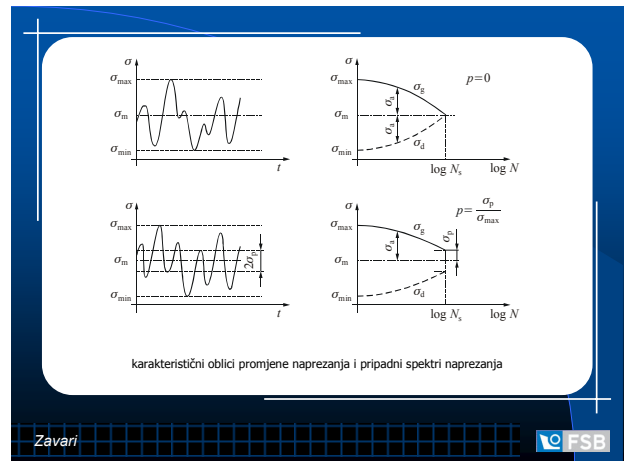 σ
σmax
σm
σmin
t
σ
σmax
σm
σmin
σa
σa
σg
σd
p=0
log Ns
log N
σ
σmax
σm
σmin
2σp
t
σ
σmax
σm
σmin
σa
σg
σd
σp
p= σp/σmax
log Ns
log N
karakteristični oblici promjene naprezanja i pripadni spektri naprezanja
Zavari
FSB